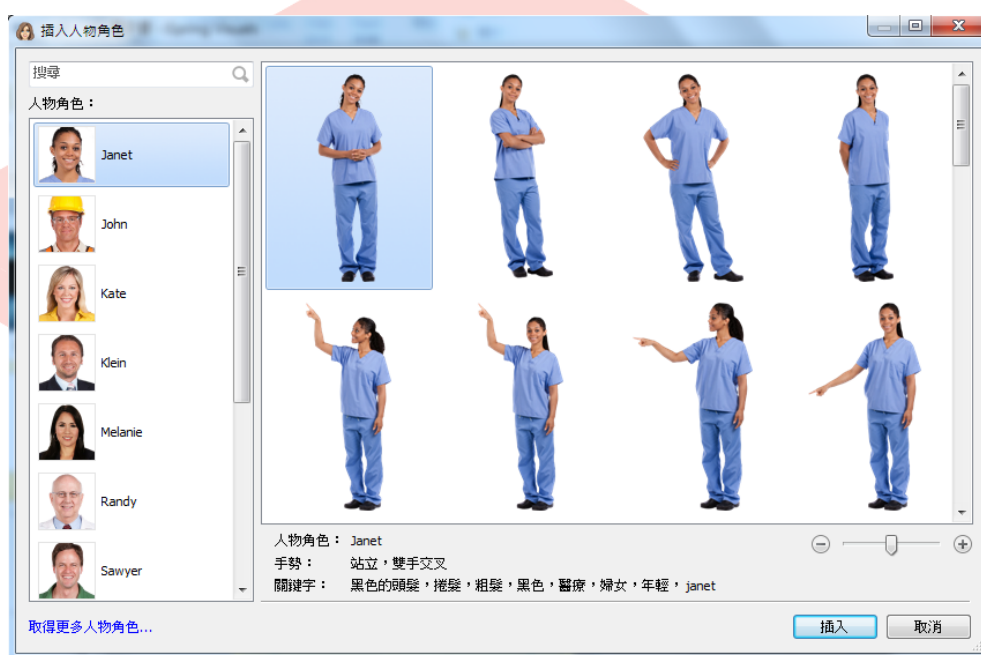 插入人物角色
搜尋
人物角色：
Janet
John
Kate
Klein
Melanie
Randy
Sawyer
人物角色： Janet
手勢： 站立，雙手交叉
關鍵字： 黑色的頭髮，捲髮，粗髮，黑色，醫療，婦女，年輕， janet
取得更多人物角色...
插入
取消